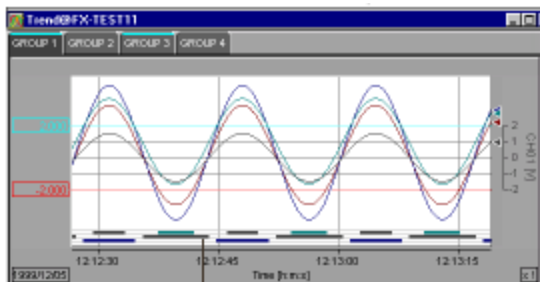 Trend@FX-TEST11
GROUP 1 GROUP 2 GROUP 3 GROUP 4
2.000
-2.000
2
1
0
-1
-2
CH01 [V]
12:12:30 12:12:45 12:13:00 12:13:15
1999/12/05 Time [h:m:s] x1